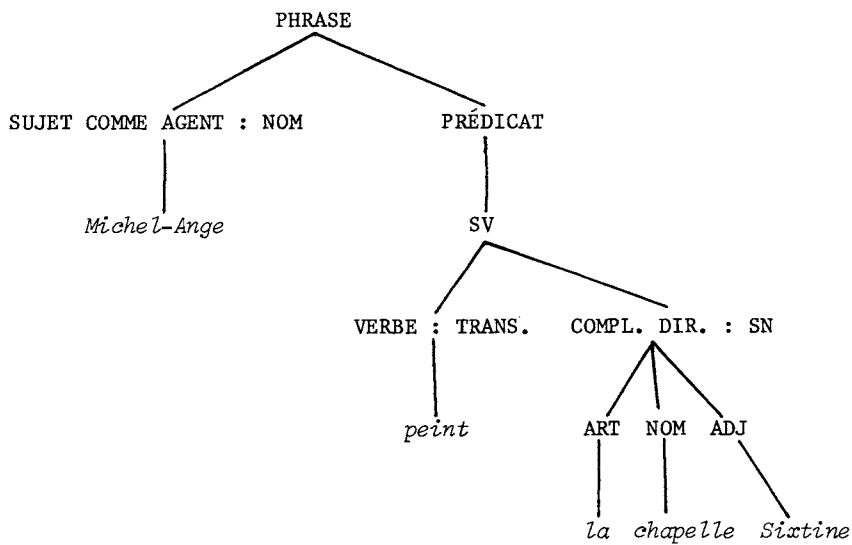 PHRASE
SUJET COMME AGENT : NOM PRÉDICAT
Michel-Ange SV
VERBE : TRANS. COMPL. DIR. : SN
peint ART NOM ADJ
la chapelle Sixtine